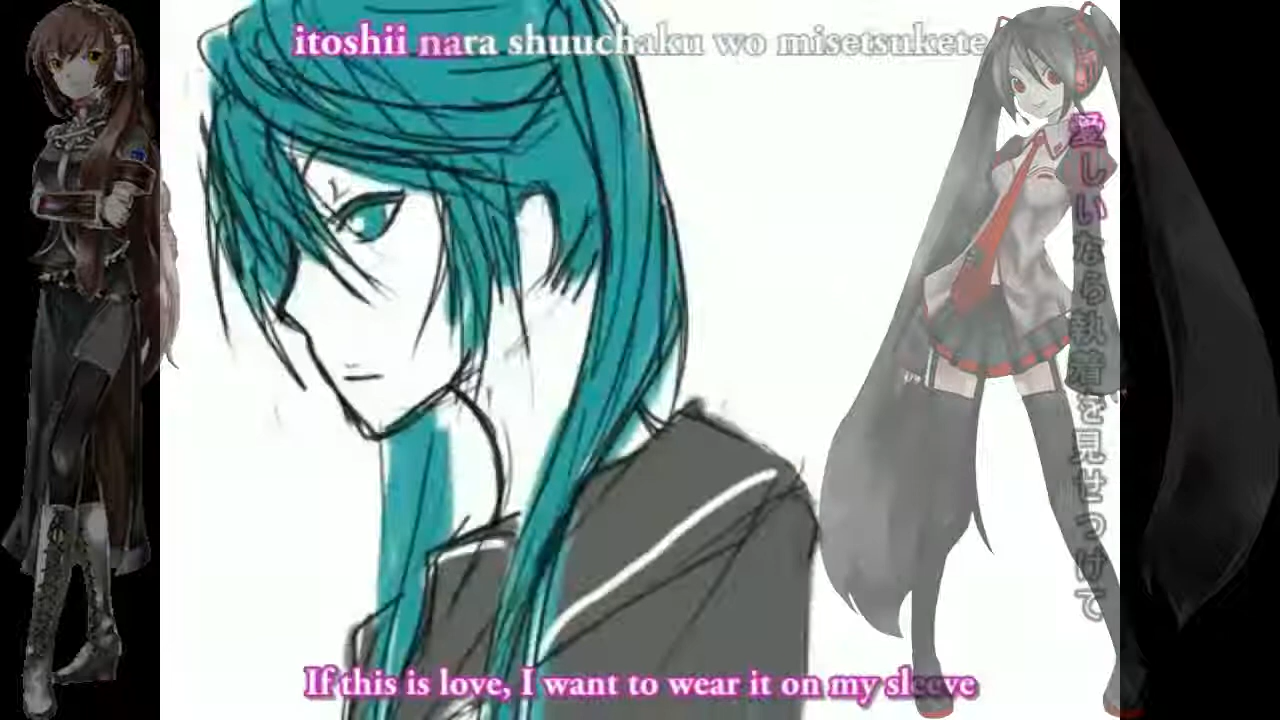 itoshii nara shuuchaku wo misetsukete
愛しいなら執着を見せつけて
If this is love, I want to wear it on my sleeve